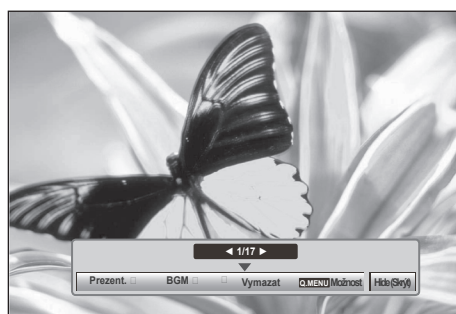 ◄ 1/17 ►
Prezent. □ BGM □ □ Vymazat Q.MENU Možnost Hide(Skrýt)